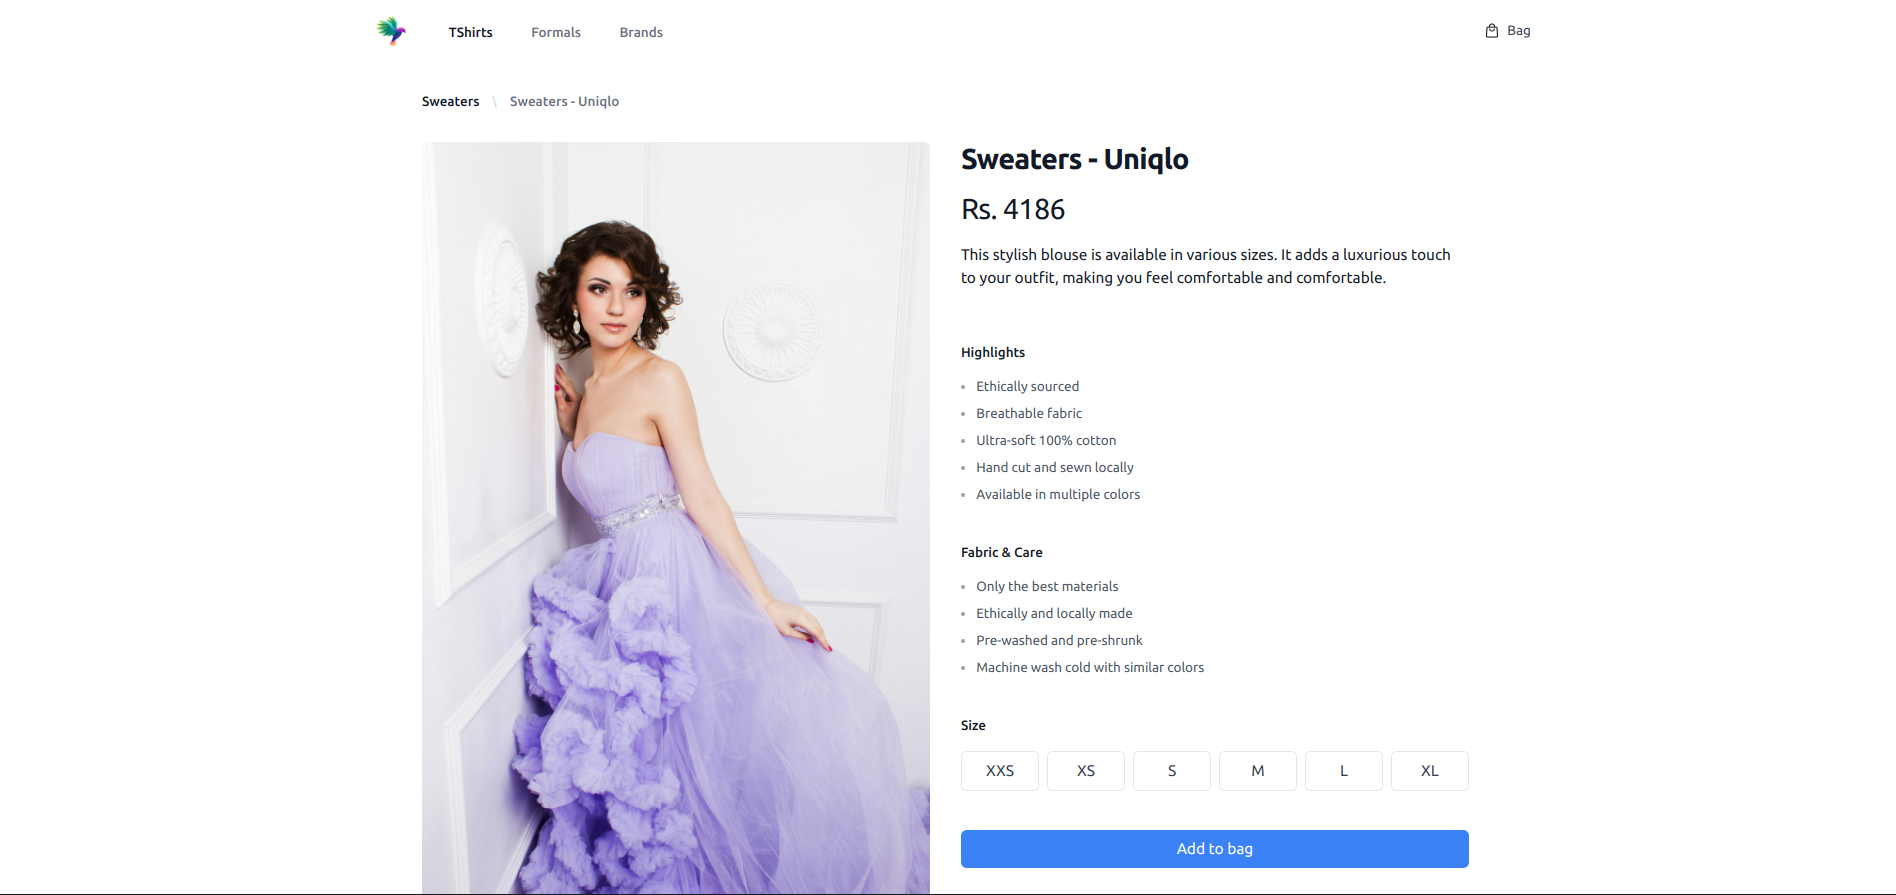 TShirts Formals Brands Bag
Sweaters \ Sweaters - Uniqlo
Sweaters - Uniqlo
Rs. 4186
This stylish blouse is available in various sizes. It adds a luxurious touch
to your outfit, making you feel comfortable and comfortable.
Highlights
• Ethically sourced
• Breathable fabric
• Ultra-soft 100% cotton
• Hand cut and sewn locally
• Available in multiple colors
Fabric & Care
• Only the best materials
• Ethically and locally made
• Pre-washed and pre-shrunk
• Machine wash cold with similar colors
Size
XXS XS S M L XL
Add to bag